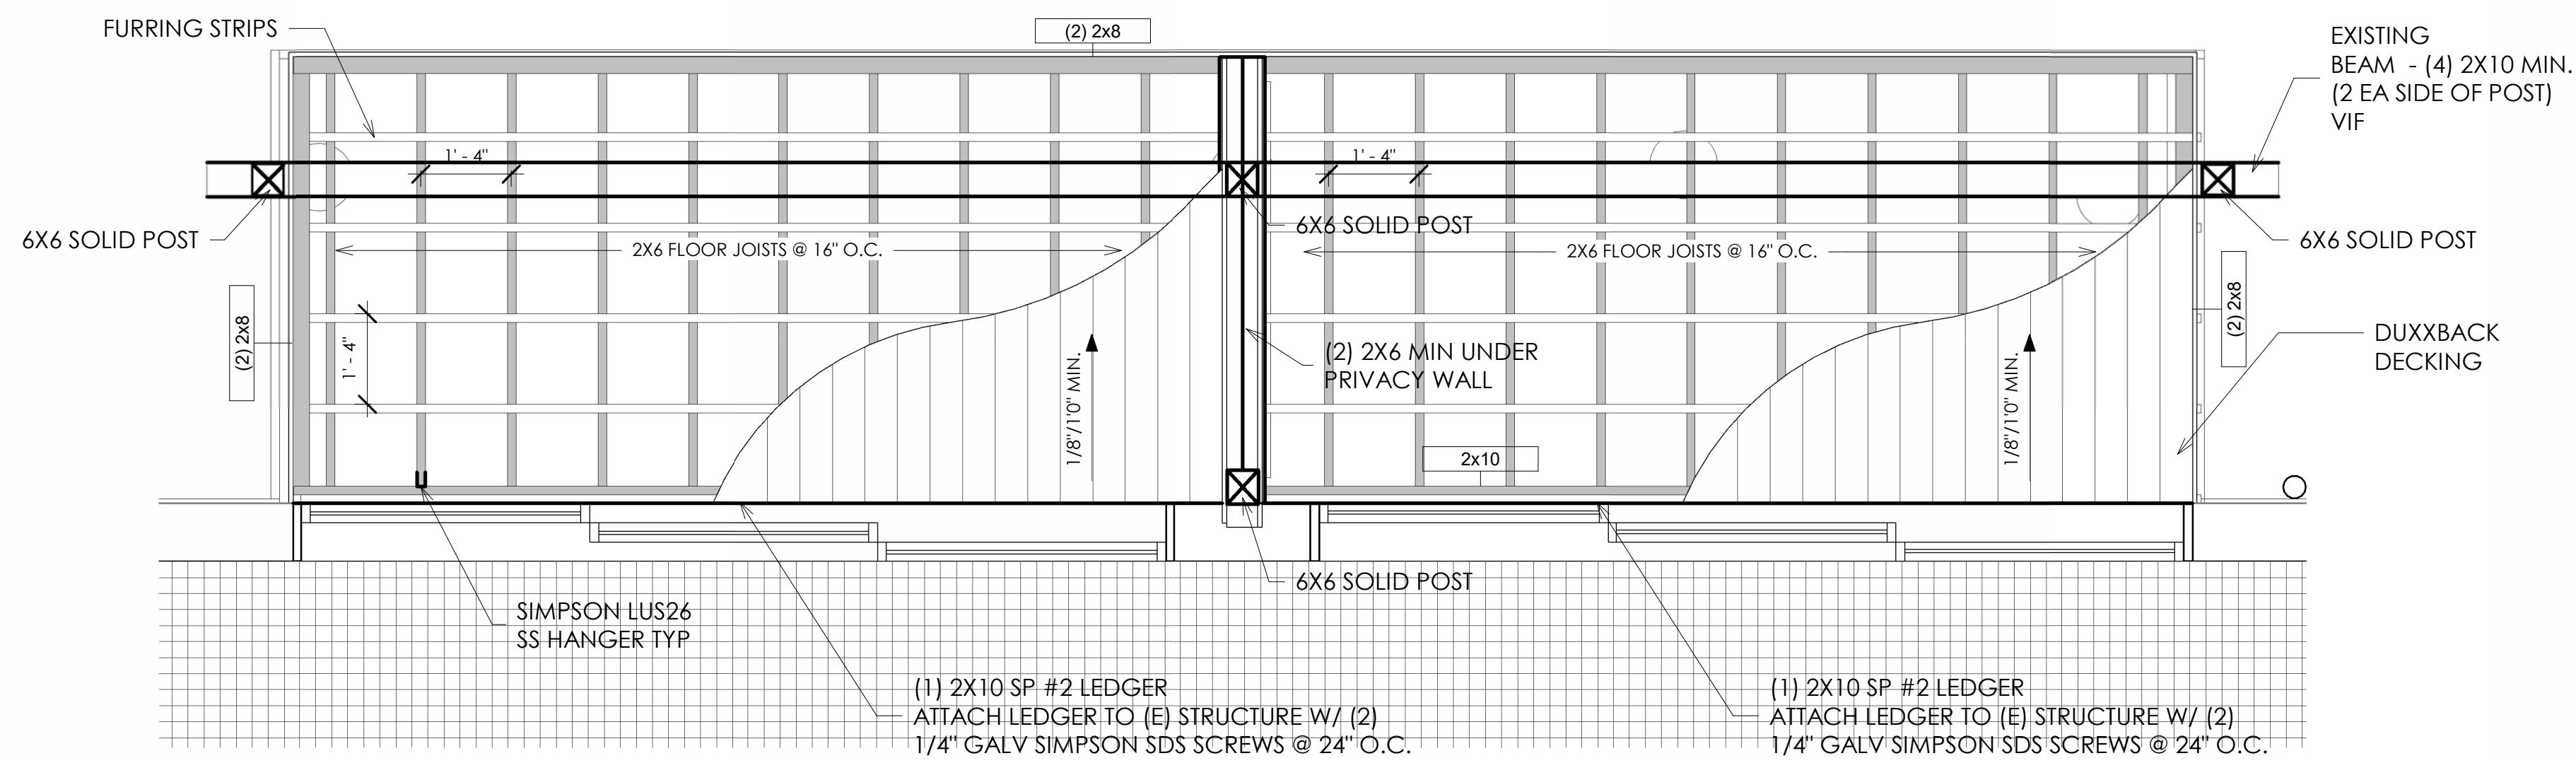 FURRING STRIPS
(2) 2x8
EXISTING
BEAM - (4) 2X10 MIN.
(2 EA SIDE OF POST)
VIF
1' - 4"
1' - 4"
6X6 SOLID POST
6X6 SOLID POST
6X6 SOLID POST
2X6 FLOOR JOISTS @ 16" O.C.
2X6 FLOOR JOISTS @ 16" O.C.
(2) 2x8
1' - 4"
1/8"/1'0" MIN.
(2) 2X6 MIN UNDER
PRIVACY WALL
1/8"/1'0" MIN.
(2) 2x8
DUXXBACK
DECKING
2x10
6X6 SOLID POST
SIMPSON LUS26
SS HANGER TYP
(1) 2X10 SP #2 LEDGER
ATTACH LEDGER TO (E) STRUCTURE W/ (2)
1/4" GALV SIMPSON SDS SCREWS @ 24" O.C.
(1) 2X10 SP #2 LEDGER
ATTACH LEDGER TO (E) STRUCTURE W/ (2)
1/4" GALV SIMPSON SDS SCREWS @ 24" O.C.